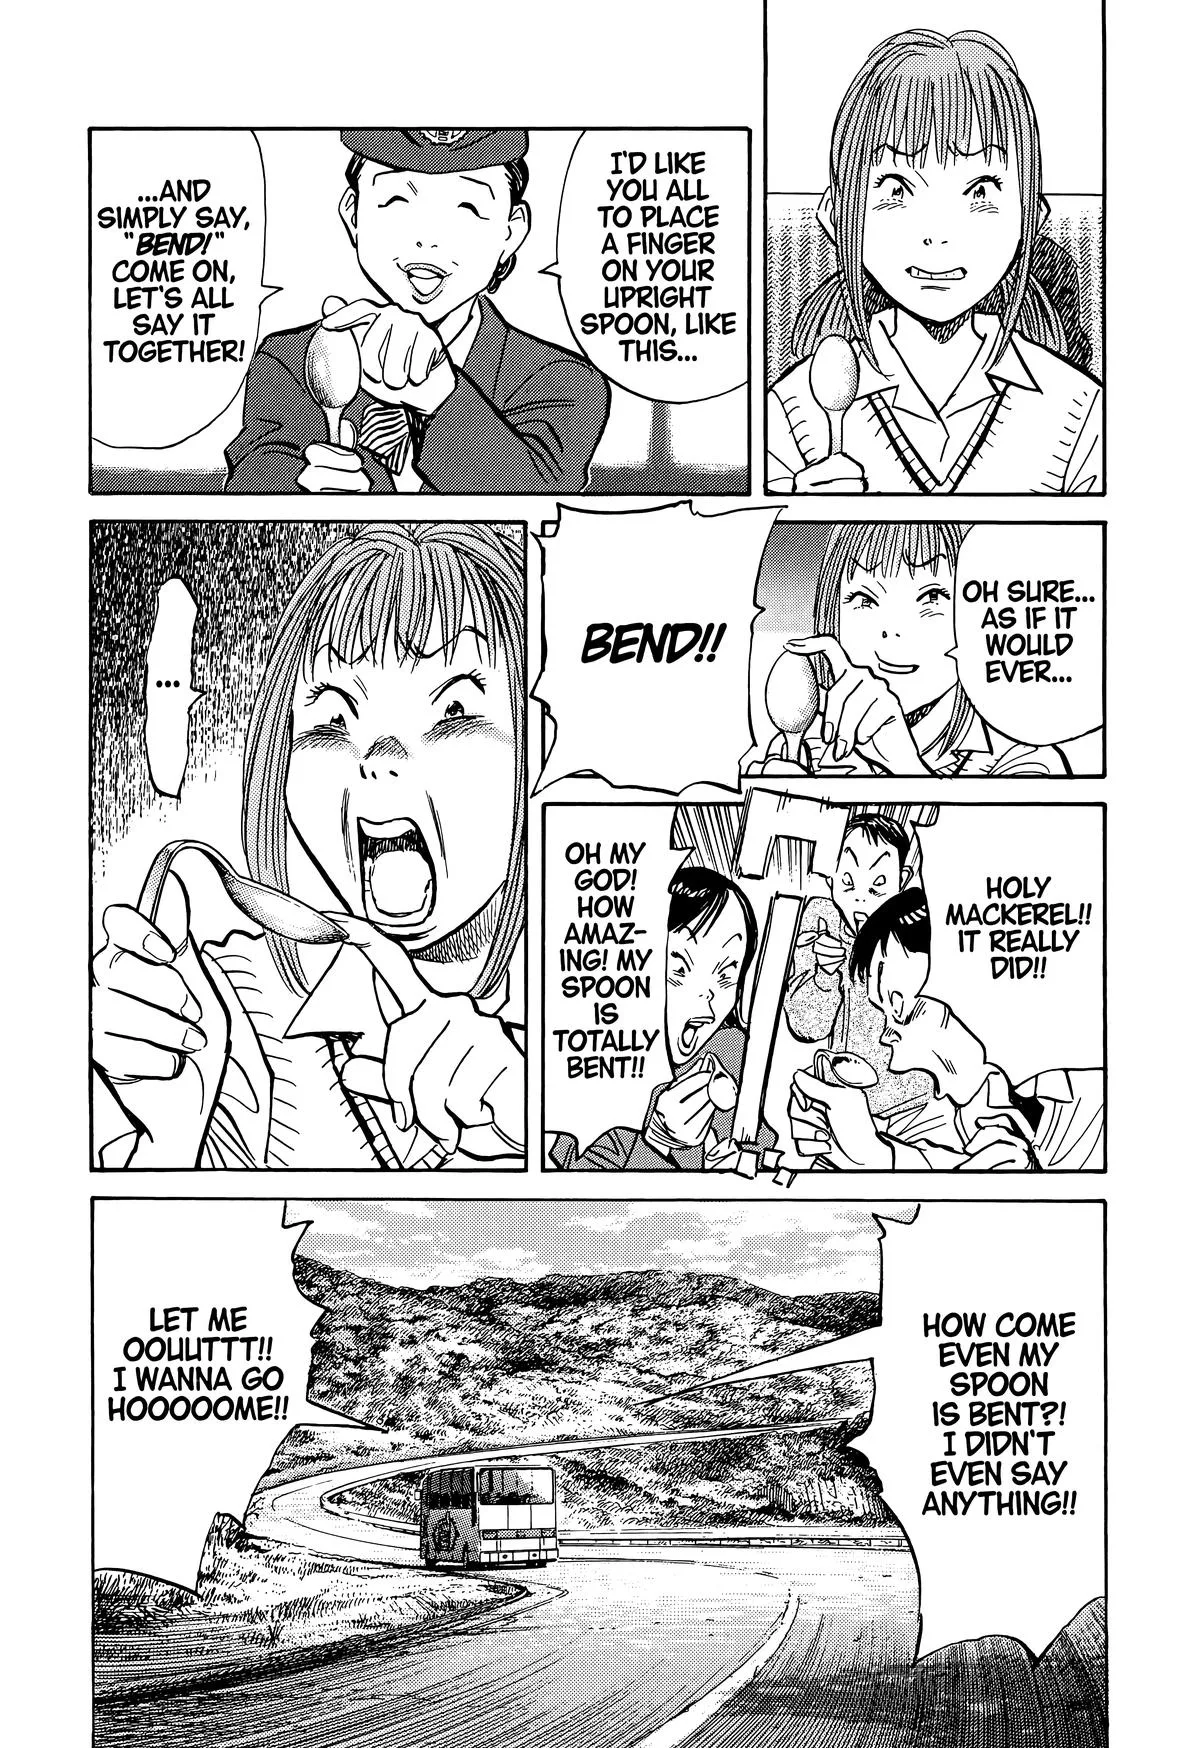 I'D LIKE
YOU ALL
TO PLACE
A FINGER
ON YOUR
UPRIGHT
SPOON, LIKE
THIS...
...AND
SIMPLY SAY,
"BEND!"
COME ON,
LET'S ALL
SAY IT
TOGETHER!
OH SURE...
AS IF IT
WOULD
EVER...
BEND!!
...
HOLY
MACKEREL!!
IT REALLY
DID!!
OH MY
GOD!
HOW
AMAZ-
ING! MY
SPOON
IS
TOTALLY
BENT!!
HOW COME
EVEN MY
SPOON
IS BENT?!
I DIDN'T
EVEN SAY
ANYTHING!!
LET ME
OOUUTTT!!
I WANNA GO
HOOOOOME!!